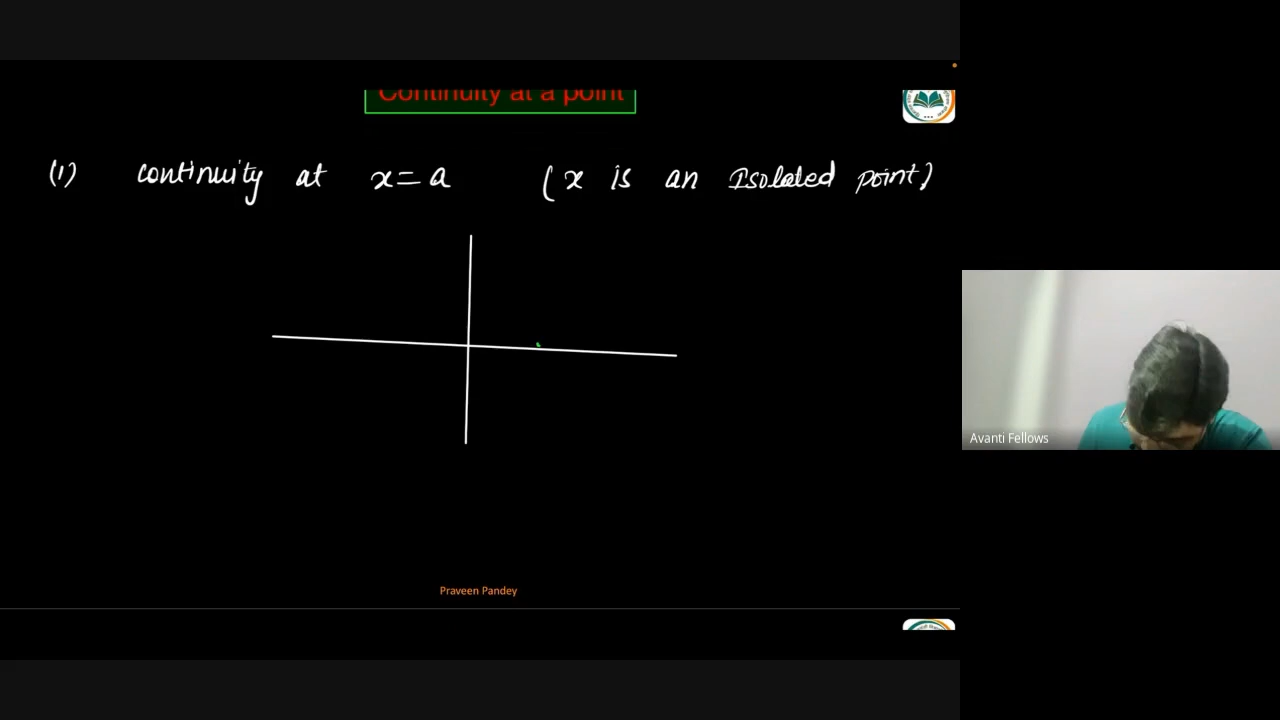 Continuity at a point
(1) continuity at x=a (x is an Isolated point)
Avanti Fellows
Praveen Pandey